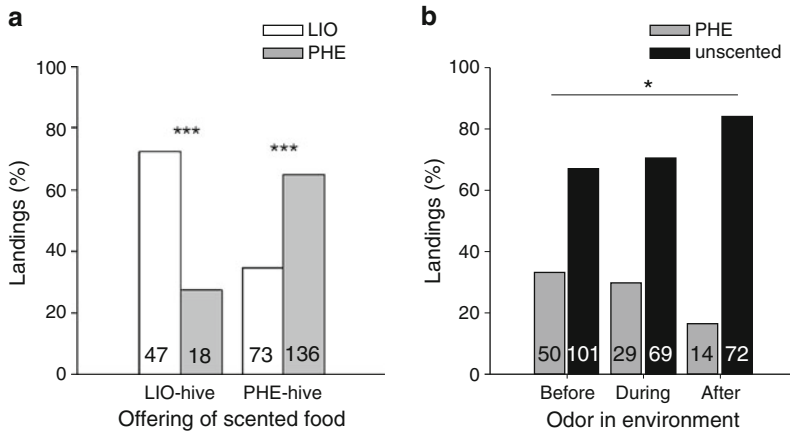 a
LIO
PHE
100
80
60
40
20
0
Landings (%)
***
***
47 18 73 136
LIO-hive PHE-hive
Offering of scented food
b
PHE
unscented
100
80
60
40
20
0
Landings (%)
*
50 101 29 69 14 72
Before During After
Odor in environment